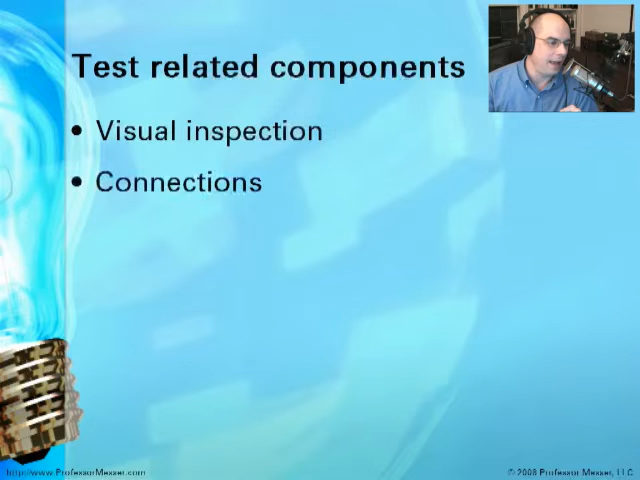 Test related components
• Visual inspection
• Connections
http://www.ProfessorMesser.com
© 2008 Professor Messer, LLC